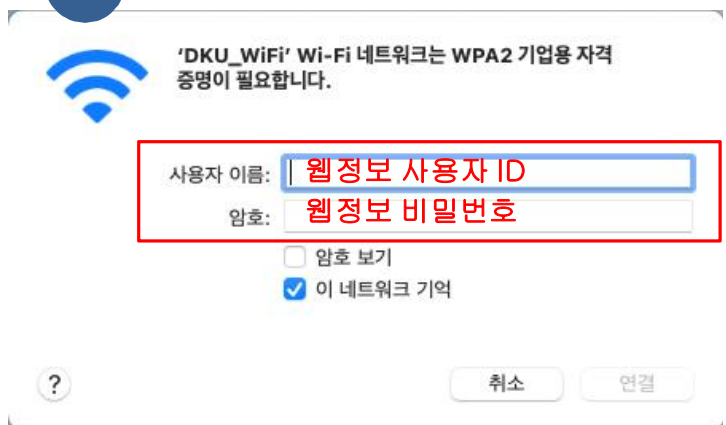 'DKU_WiFi' Wi-Fi 네트워크는 WPA2 기업용 자격
증명이 필요합니다.
사용자 이름: 웹정보 사용자 ID
암호: 웹정보 비밀번호
암호 보기
이 네트워크 기억
? 취소 연결